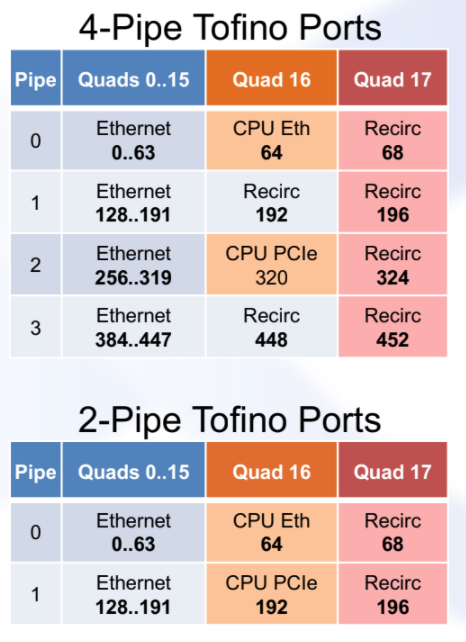 4-Pipe Tofino Ports
Pipe Quads 0..15 Quad 16 Quad 17
0 Ethernet 0..63 CPU Eth 64 Recirc 68
1 Ethernet 128..191 Recirc 192 Recirc 196
2 Ethernet 256..319 CPU PCIe 320 Recirc 324
3 Ethernet 384..447 Recirc 448 Recirc 452
2-Pipe Tofino Ports
Pipe Quads 0..15 Quad 16 Quad 17
0 Ethernet 0..63 CPU Eth 64 Recirc 68
1 Ethernet 128..191 CPU PCIe 192 Recirc 196